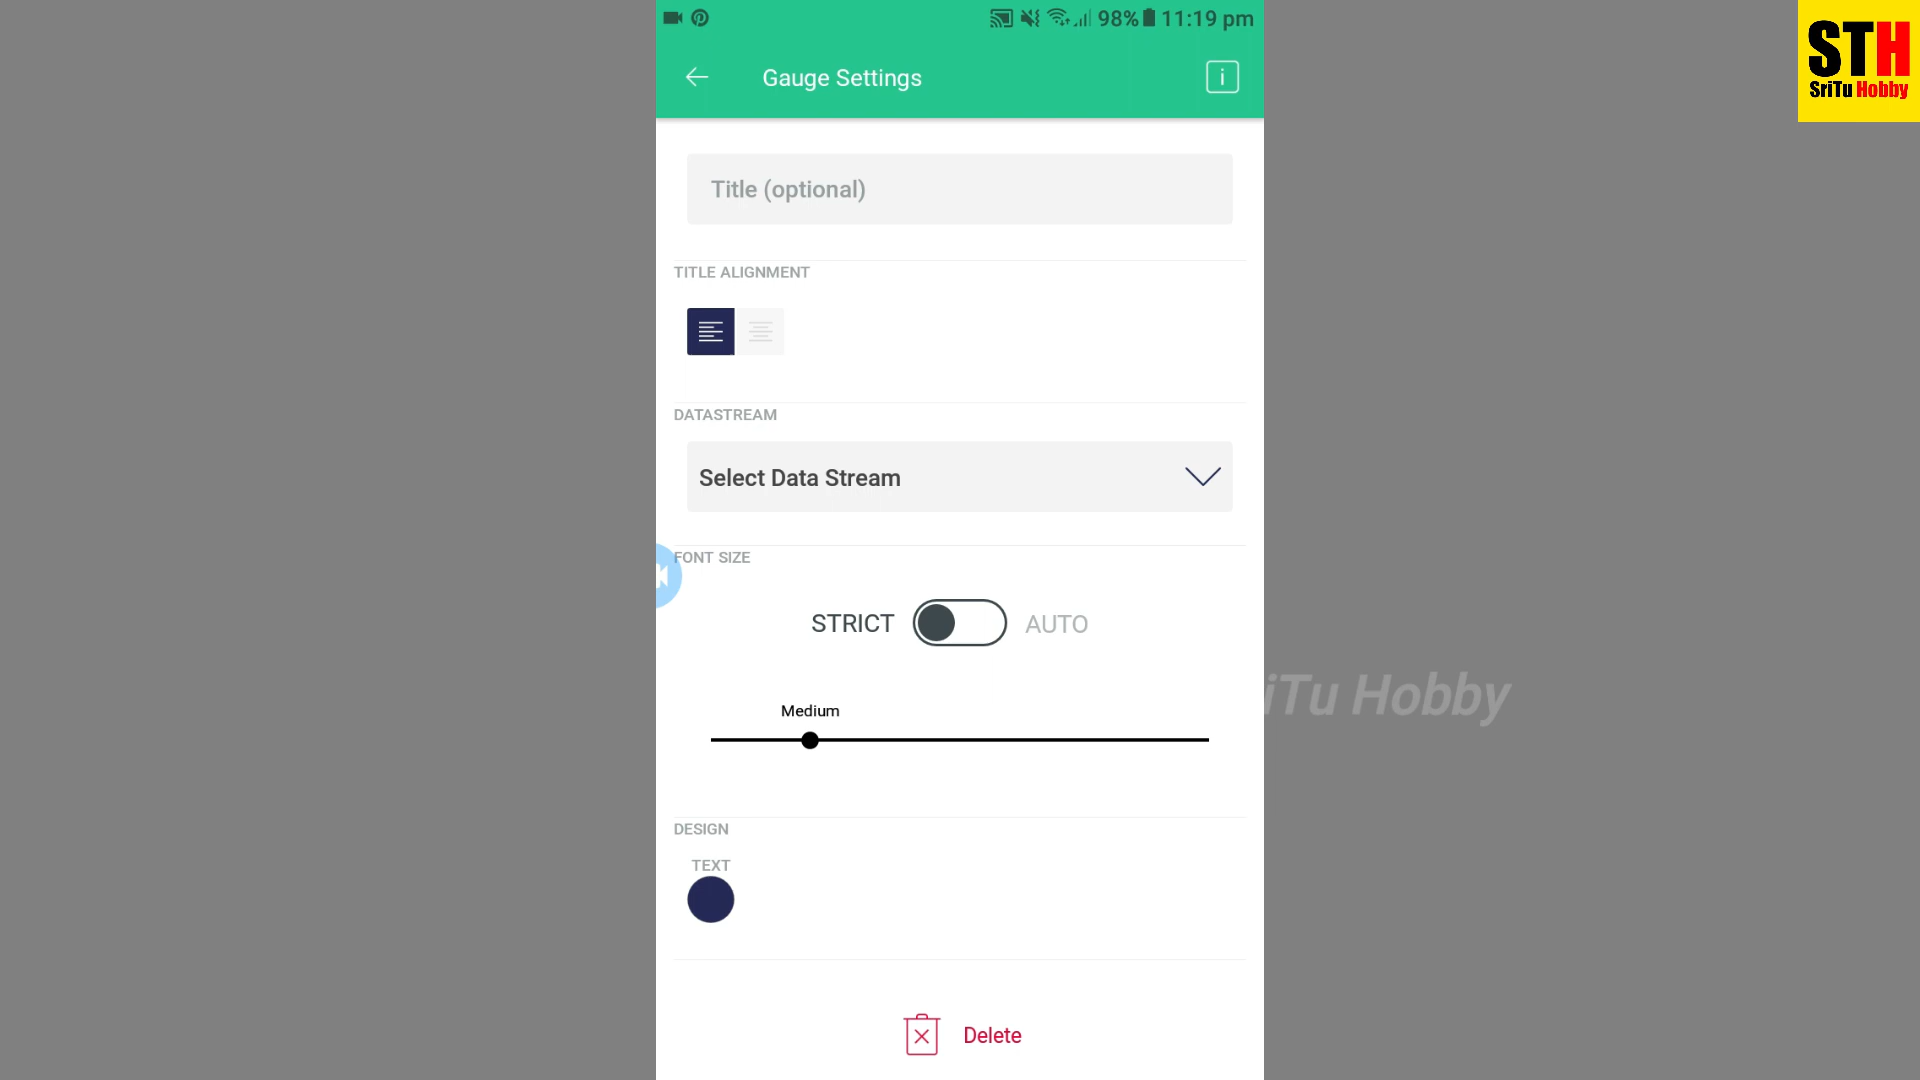 98% 11:19 pm
Gauge Settings
i
STH
SriTu Hobby
Title (optional)
TITLE ALIGNMENT
DATASTREAM
Select Data Stream
FONT SIZE
STRICT AUTO
iTu Hobby
Medium
DESIGN
TEXT
Delete